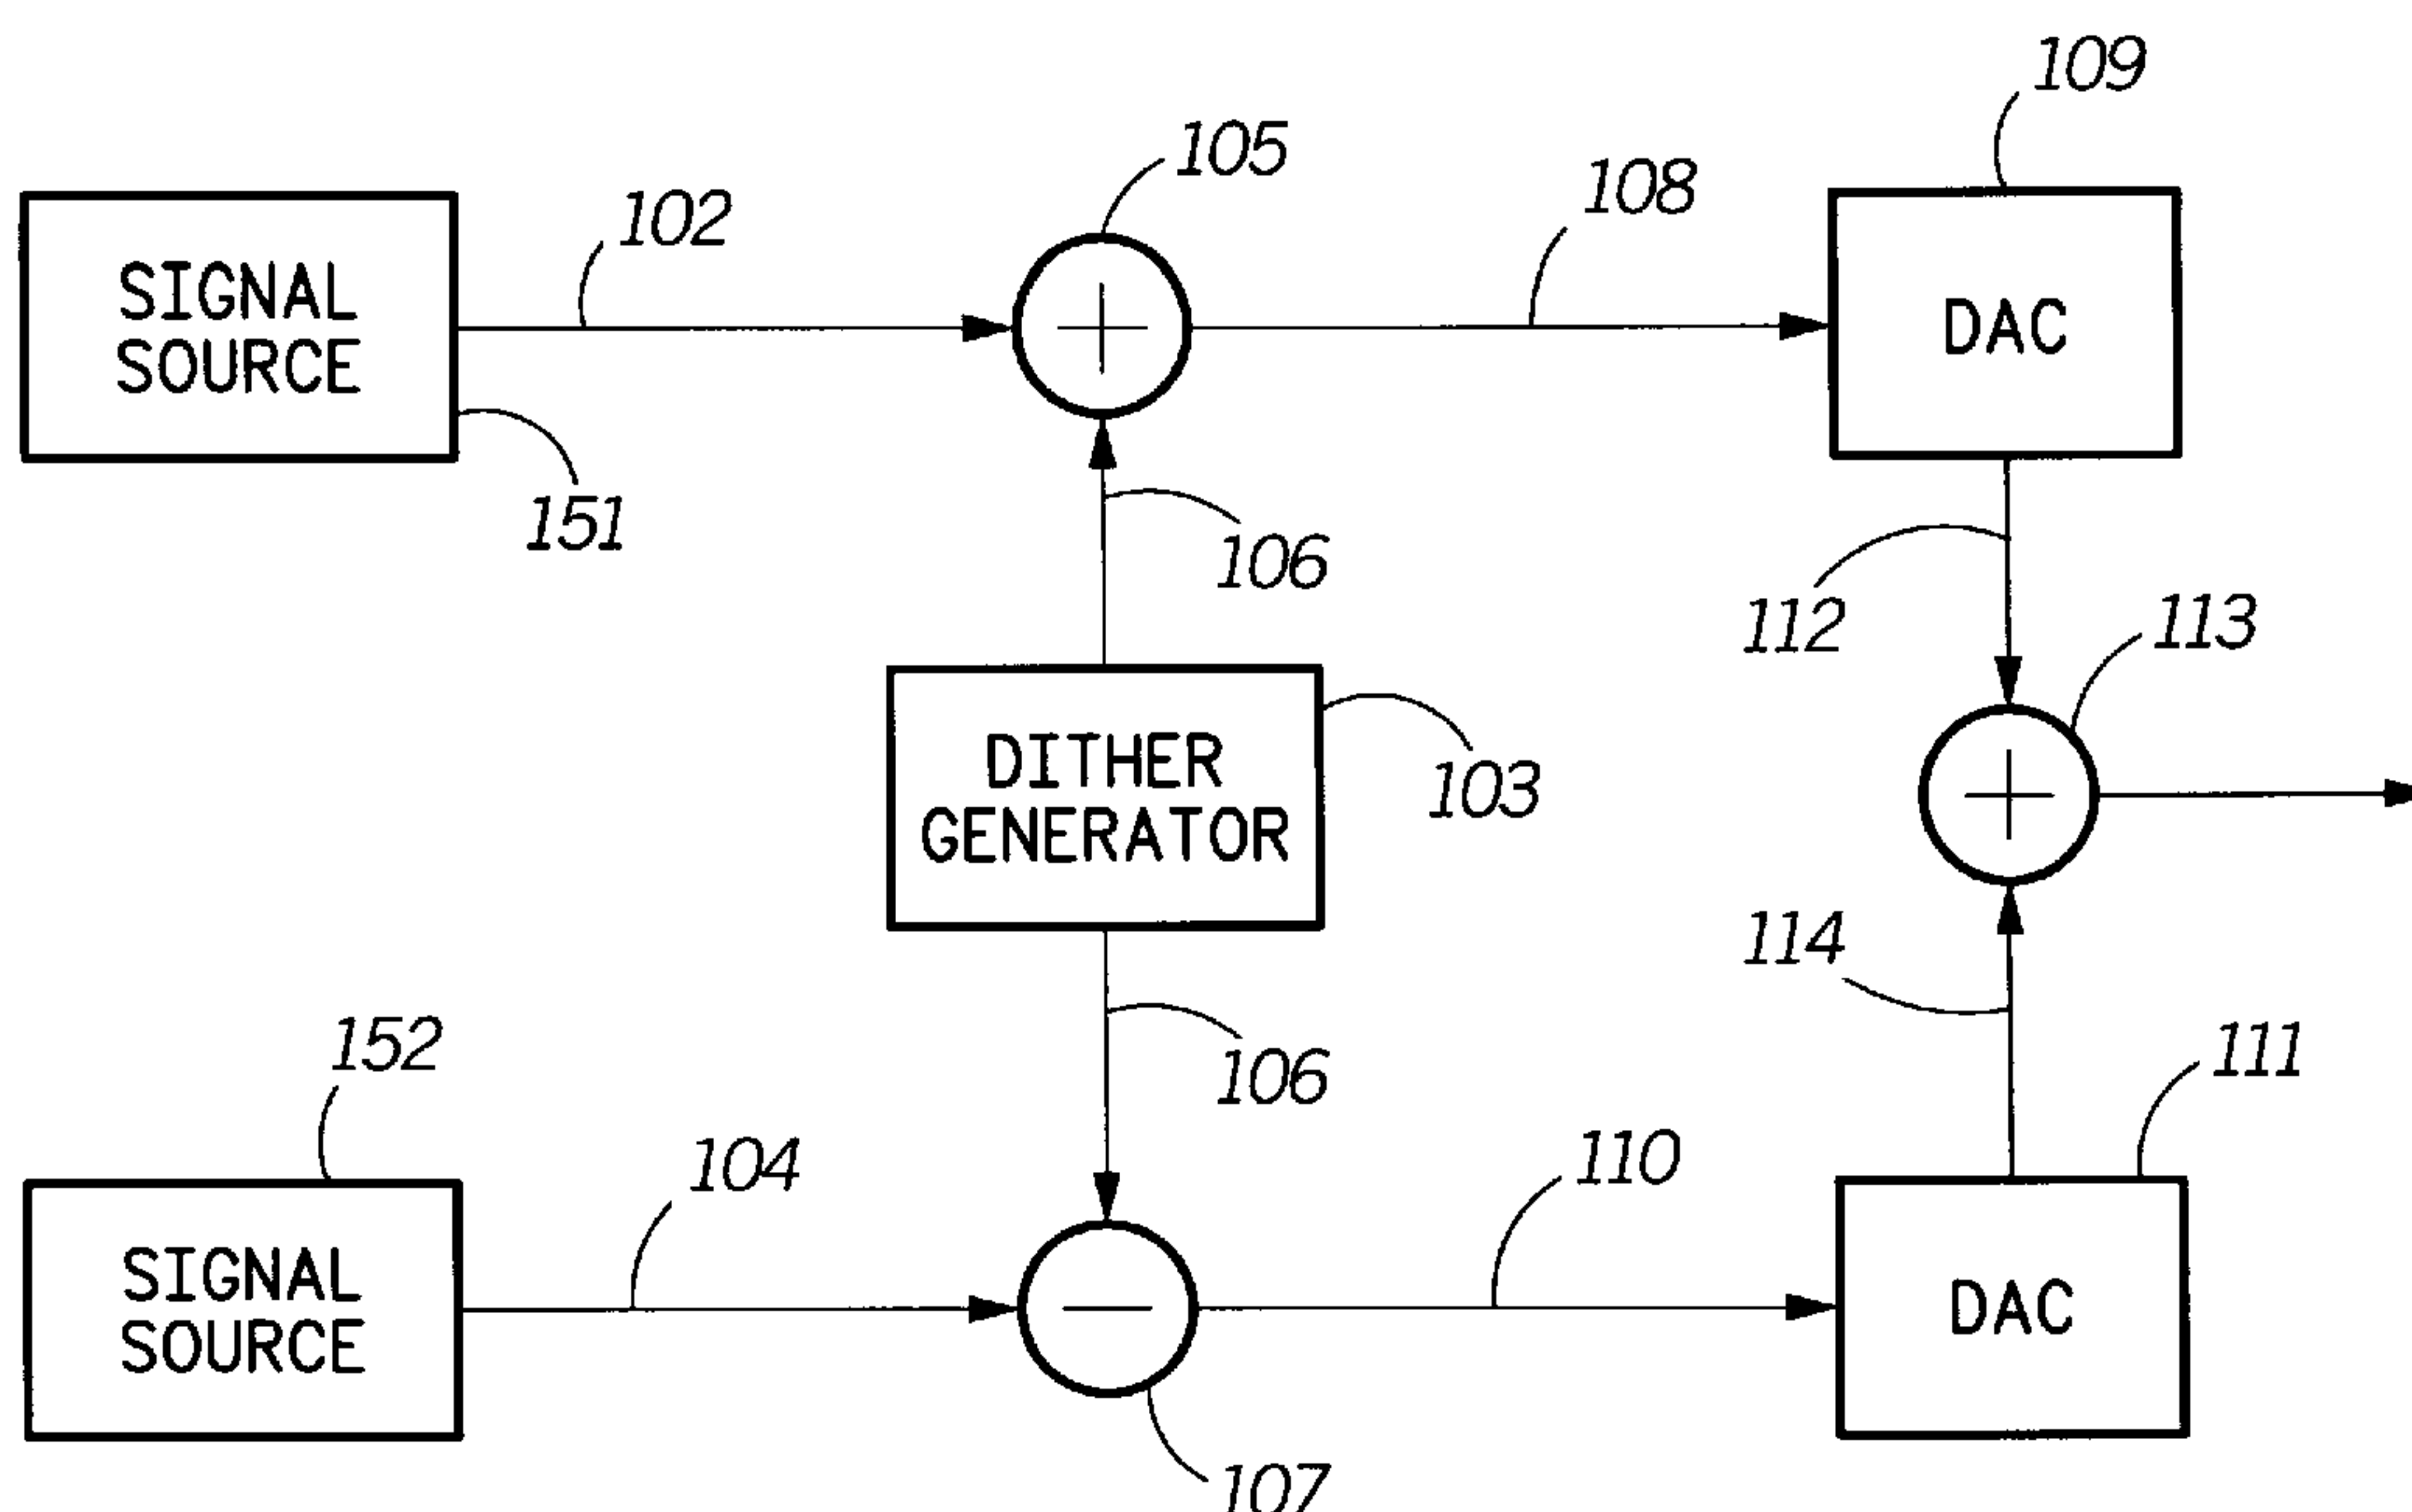 109
105
108
102
SIGNAL
SOURCE
DAC
151
106
112
113
DITHER
GENERATOR
103
114
152
106
111
104
110
SIGNAL
SOURCE
DAC
107